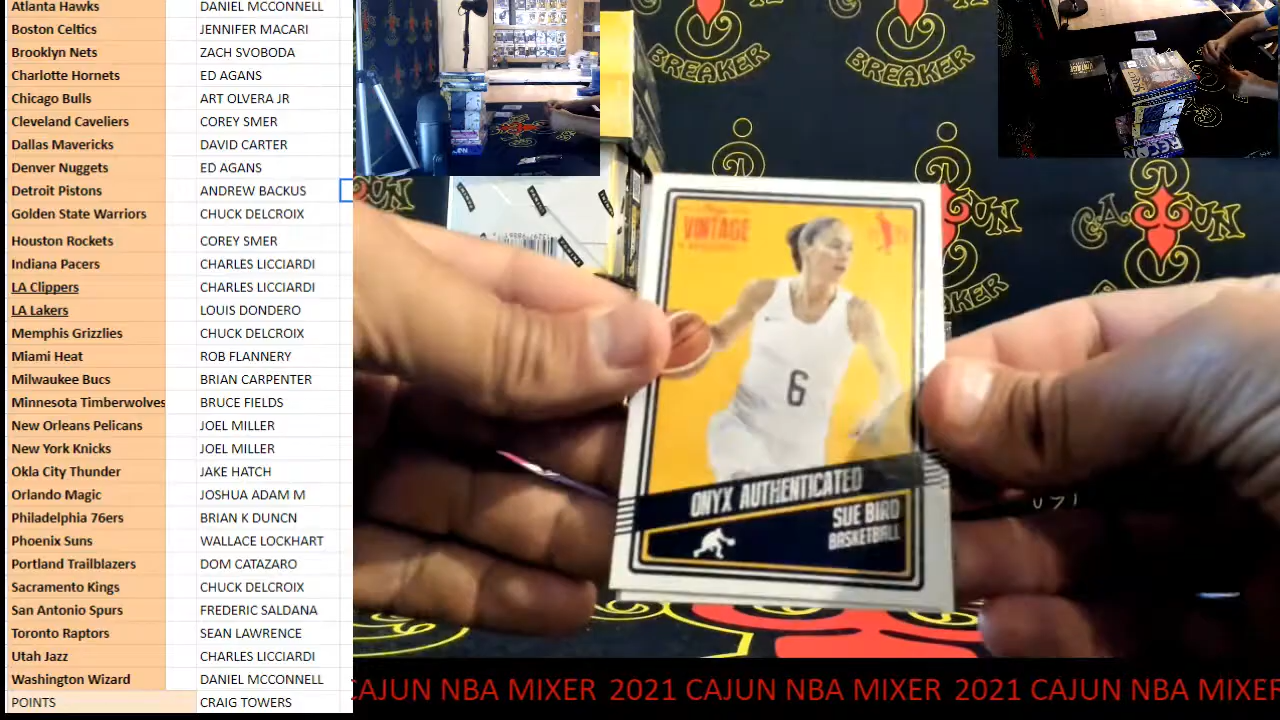 Atlanta Hawks DANIEL MCCONNELL
Boston Celtics JENNIFER MACARI
Brooklyn Nets ZACH SLOBODA
Charlotte Hornets ED AGANS
Chicago Bulls ART OLVERA JR
Cleveland Caveliers COREY SMER
Dallas Mavericks DAVID CARTER
Denver Nuggets ED AGANS
Detroit Pistons ANDREW BACKUS
Golden State Warriors CHUCK DELCROIX
Houston Rockets COREY SMER
Indiana Pacers CHARLES LICCIARDI
LA Clippers CHARLES LICCIARDI
LA Lakers LOUIS DONDERO
Memphis Grizzlies CHUCK DELCROIX
Miami Heat ROB FLANNERY
Milwaukee Bucs BRIAN CARPENTER
Minnesota Timberwolves BRUCE FIELDS
New Orleans Pelicans JOEL MILLER
New York Knicks JOEL MILLER
Okla City Thunder JAKE HATCH
Orlando Magic JOSHUA ADAM M
Philadelphia 76ers BRIAN K DUNCN
Phoenix Suns WALLACE LOCKHART
Portland Trailblazers DOM CATAZARO
Sacramento Kings CHUCK DELCROIX
San Antonio Spurs FREDERIC SALDANA
Toronto Raptors SEAN LAWRENCE
Utah Jazz CHARLES LICCIARDI
Washington Wizard DANIEL MCCONNELL
POINTS CRAIG TOWERS
BREAKER
BREAKER
CAJUN
BREAKER
VINTAGE
6
ONYX AUTHENTICATED
SUE BIRD
BASKETBALL
CAJUN NBA MIXER 2021 CAJUN NBA MIXER 2021 CAJUN NBA MIXER